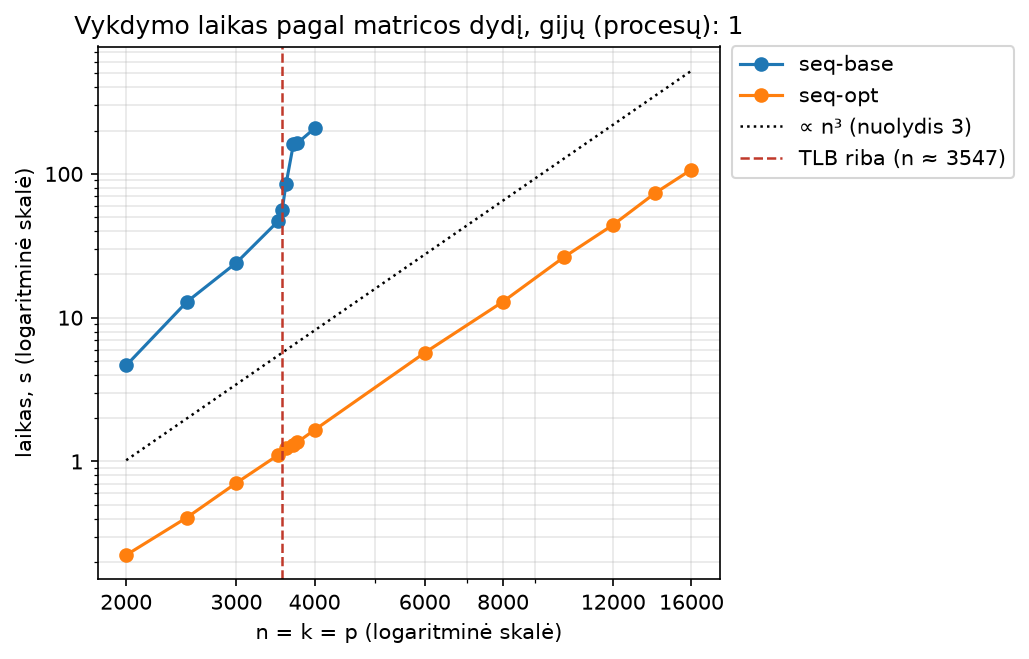 Vykdymo laikas pagal matricos dydį, gijų (procesų): 1
laikas, s (logaritminė skalė)
100
10
1
2000 3000 4000 6000 8000 12000 16000
n = k = p (logaritminė skalė)
seq-base
seq-opt
∝ n³ (nuolydis 3)
TLB riba (n ≈ 3547)